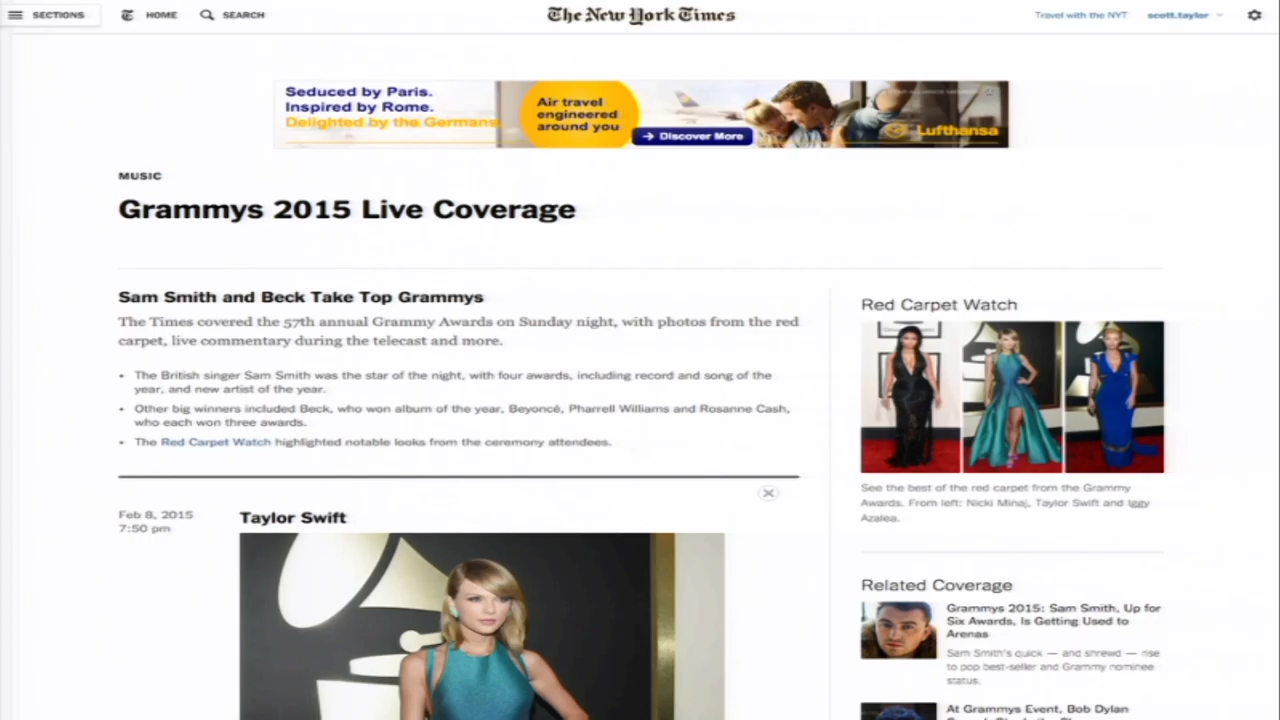 SECTIONS
HOME
SEARCH
The New York Times
Travel with the NYT
scott.taylor
Seduced by Paris.
Inspired by Rome.
Delighted by the Germans
Air travel
engineered
around you
→ Discover More
Lufthansa
MUSIC
Grammys 2015 Live Coverage
Sam Smith and Beck Take Top Grammys
The Times covered the 57th annual Grammy Awards on Sunday night, with photos from the red
carpet, live commentary during the telecast and more.
• The British singer Sam Smith was the star of the night, with four awards, including record and song of the
year, and new artist of the year.
• Other big winners included Beck, who won album of the year, Beyoncé, Pharrell Williams and Rosanne Cash,
who each won three awards.
• The Red Carpet Watch highlighted notable looks from the ceremony attendees.
Feb 8, 2015
7:50 pm
Taylor Swift
Red Carpet Watch
See the best of the red carpet from the Grammy
Awards. From left: Nicki Minaj, Taylor Swift and Iggy
Azalea.
Related Coverage
Grammys 2015: Sam Smith, Up for
Six Awards, Is Getting Used to
Arenas
Sam Smith's quick — and shrewd — rise
to pop best-seller and Grammy nominee
status.
At Grammys Event, Bob Dylan